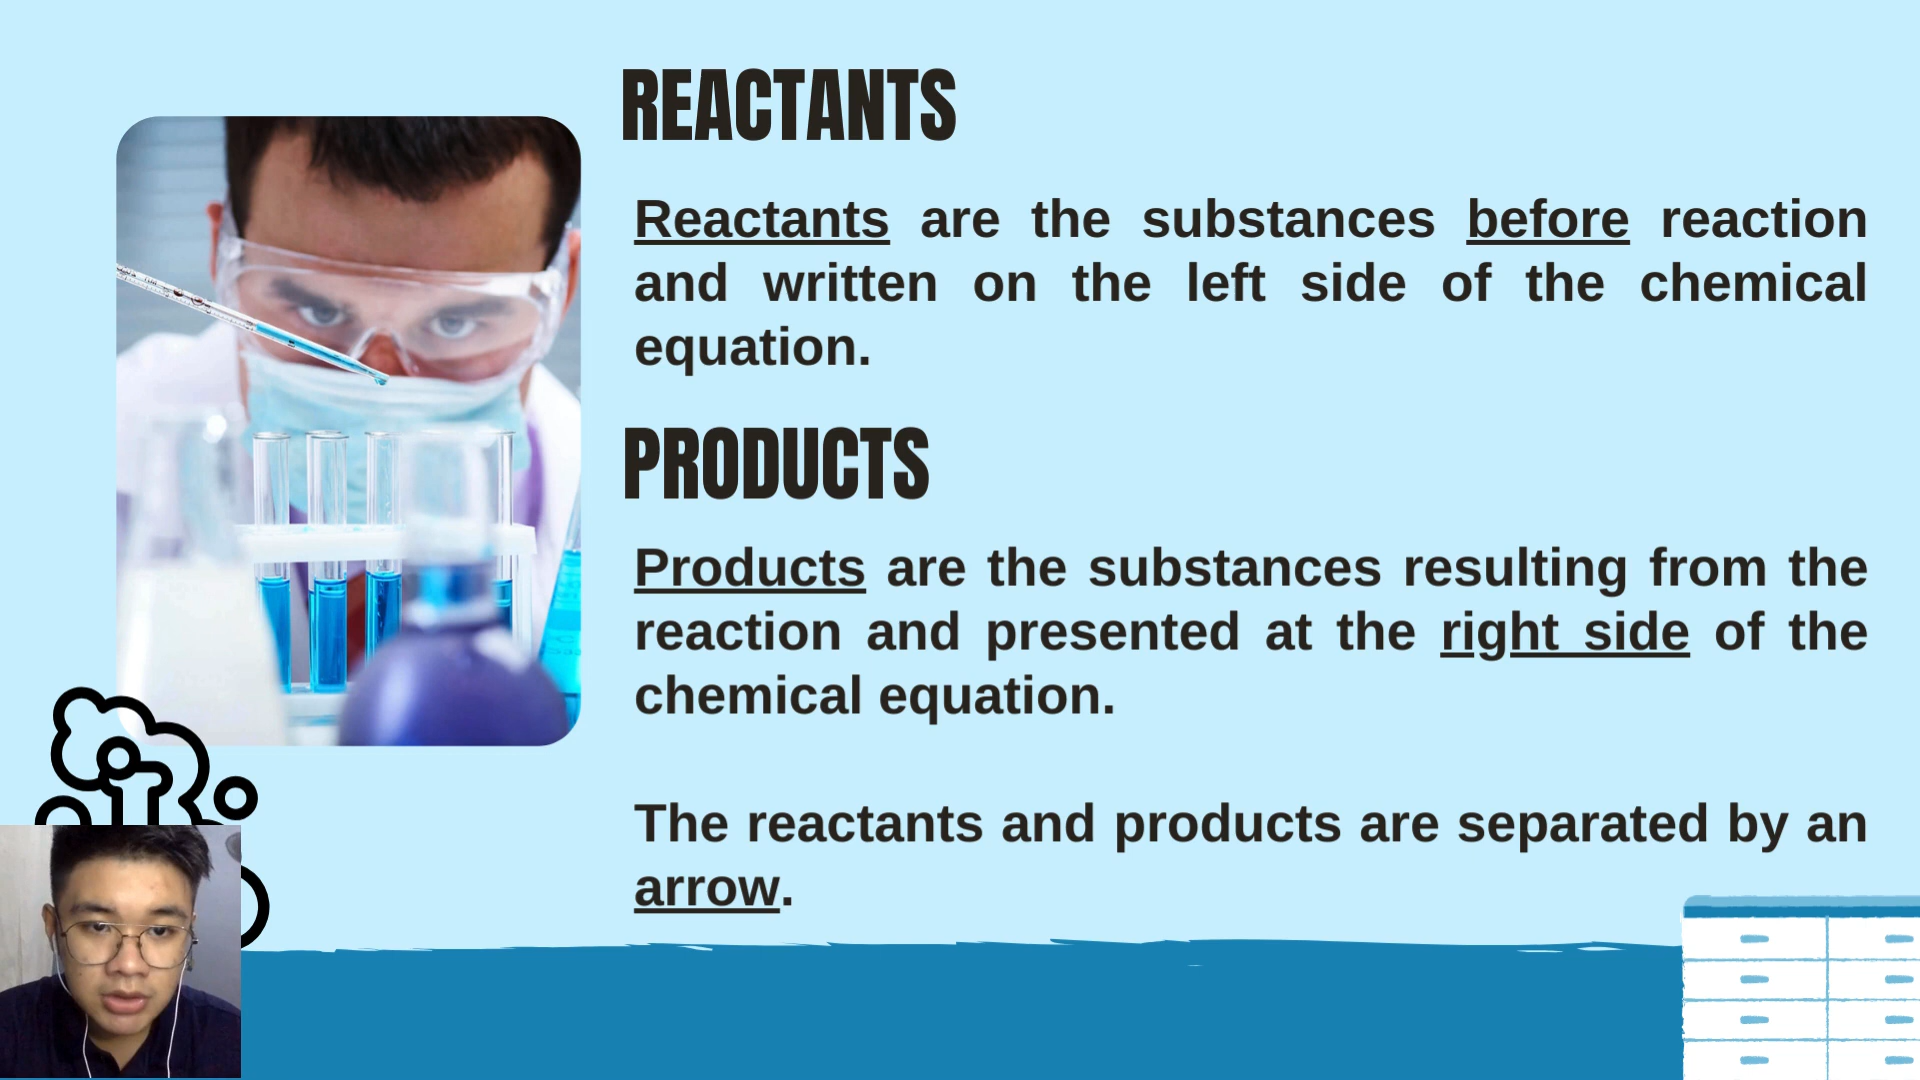 REACTANTS
Reactants are the substances before reaction
and written on the left side of the chemical
equation.
PRODUCTS
Products are the substances resulting from the
reaction and presented at the right side of the
chemical equation.
The reactants and products are separated by an
arrow.